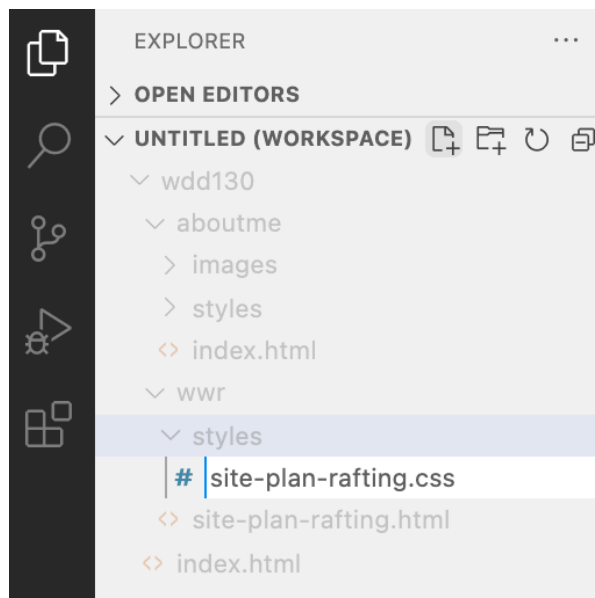 EXPLORER
OPEN EDITORS
UNTITLED (WORKSPACE)
wdd130
aboutme
images
styles
index.html
wwr
styles
# site-plan-rafting.css
site-plan-rafting.html
index.html